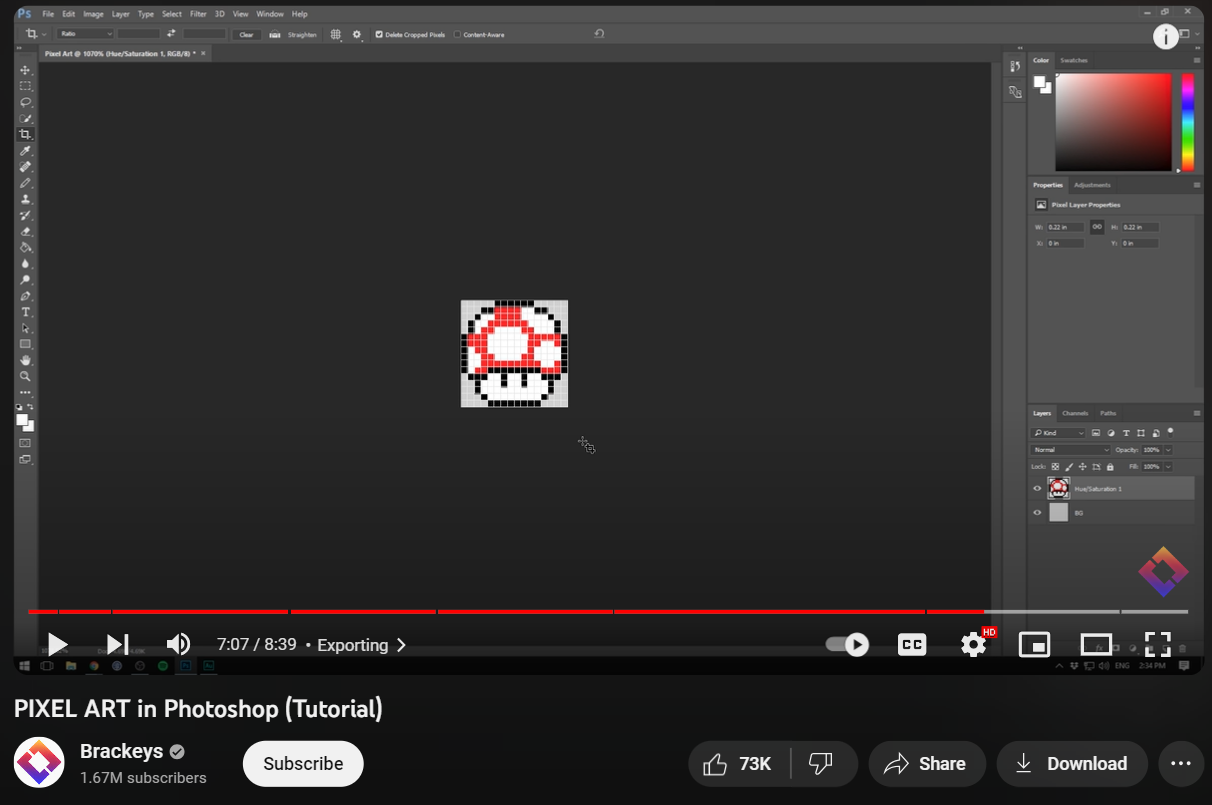 Ps File Edit Image Layer Type Select Filter 3D View Window Help
Ratio Clear Straighten Delete Cropped Pixels Content-Aware
Pixel Art @ 1070% (Hue/Saturation 1, RGB/8) * ×
Color Swatches
Properties Adjustments
Pixel Layer Properties
W: 0.22 in H: 0.22 in
X: 0 in Y: 0 in
Layers Channels Paths
Kind
Normal Opacity: 100%
Lock: Fill: 100%
Hue/Saturation 1
BG
7:07 / 8:39 • Exporting
CC
HD
ENG 2:34 PM
PIXEL ART in Photoshop (Tutorial)
Brackeys
1.67M subscribers
Subscribe
73K
Share
Download